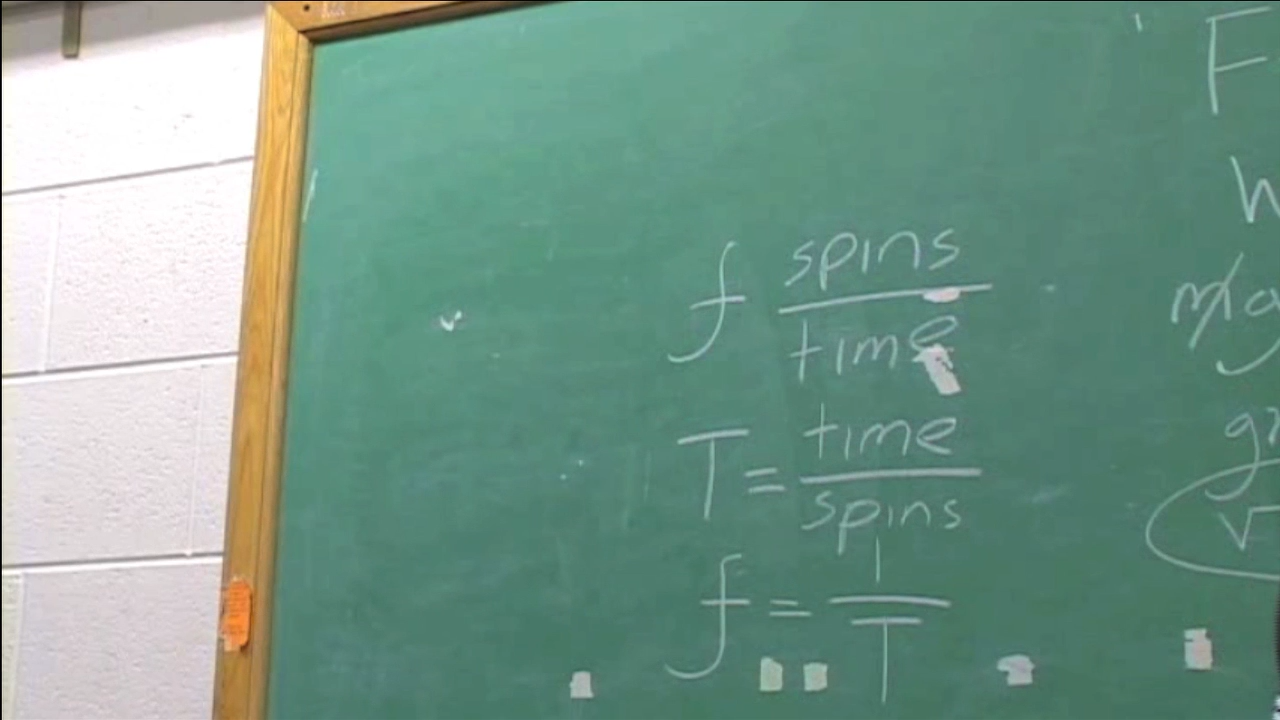 f spins
time
T = time
spins
f = 1
T
F
W
m/g
√